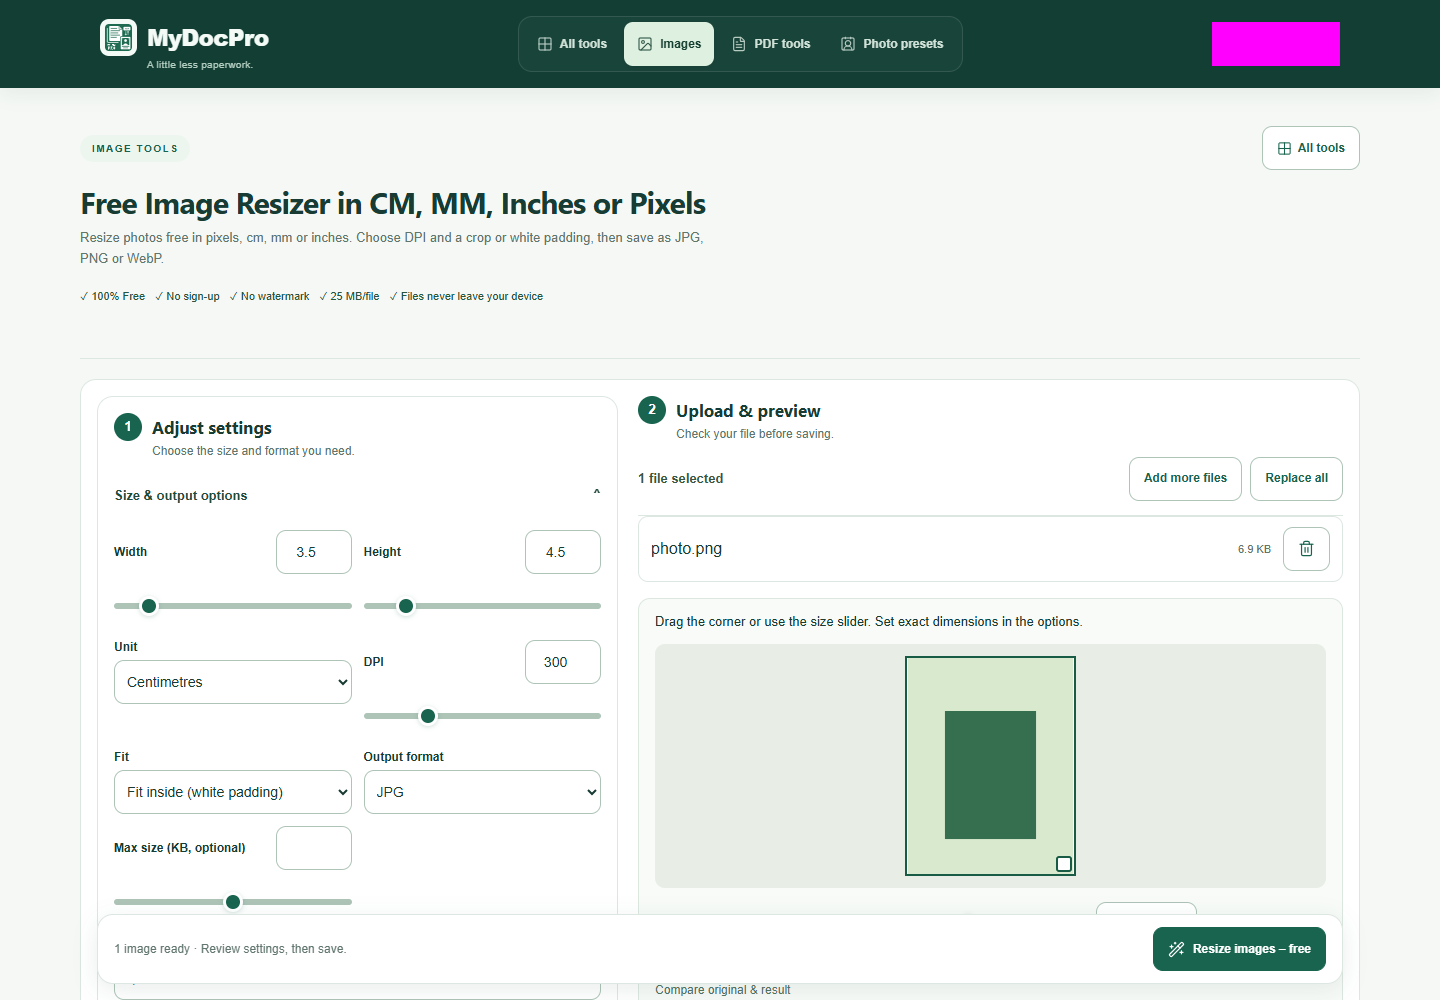 MyDocPro
A little less paperwork.
All tools
Images
PDF tools
Photo presets
IMAGE TOOLS
All tools
Free Image Resizer in CM, MM, Inches or Pixels
Resize photos free in pixels, cm, mm or inches. Choose DPI and a crop or white padding, then save as JPG,
PNG or WebP.
✓ 100% Free ✓ No sign-up ✓ No watermark ✓ 25 MB/file ✓ Files never leave your device
1 Adjust settings
Choose the size and format you need.
Size & output options ^
Width 3.5
Height 4.5
Unit
Centimetres
DPI 300
Fit
Fit inside (white padding)
Output format
JPG
Max size (KB, optional)
2 Upload & preview
Check your file before saving.
1 file selected
Add more files
Replace all
photo.png
6.9 KB
Drag the corner or use the size slider. Set exact dimensions in the options.
1 image ready · Review settings, then save.
Resize images – free
Compare original & result